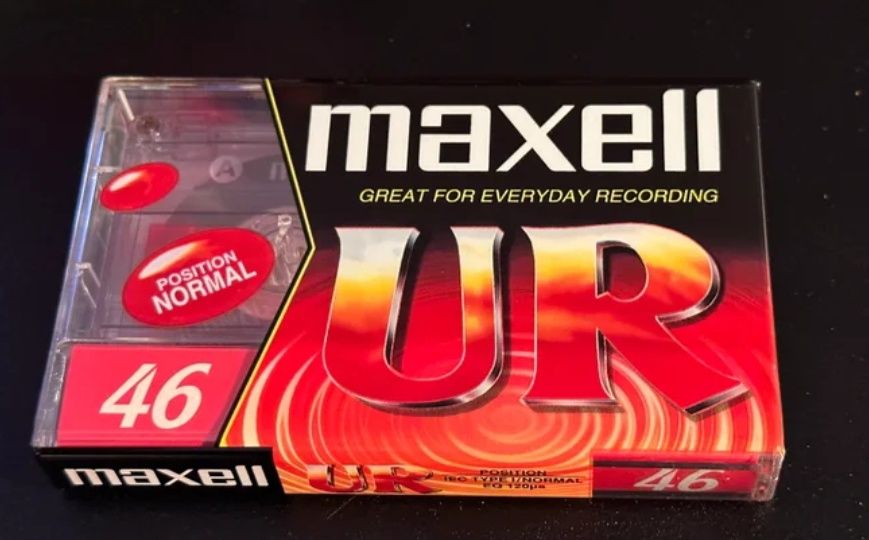 maxell
GREAT FOR EVERYDAY RECORDING
A
UR
POSITION
NORMAL
46
maxell
UR
POSITION
IEC TYPE I/NORMAL
EQ 120μs
46